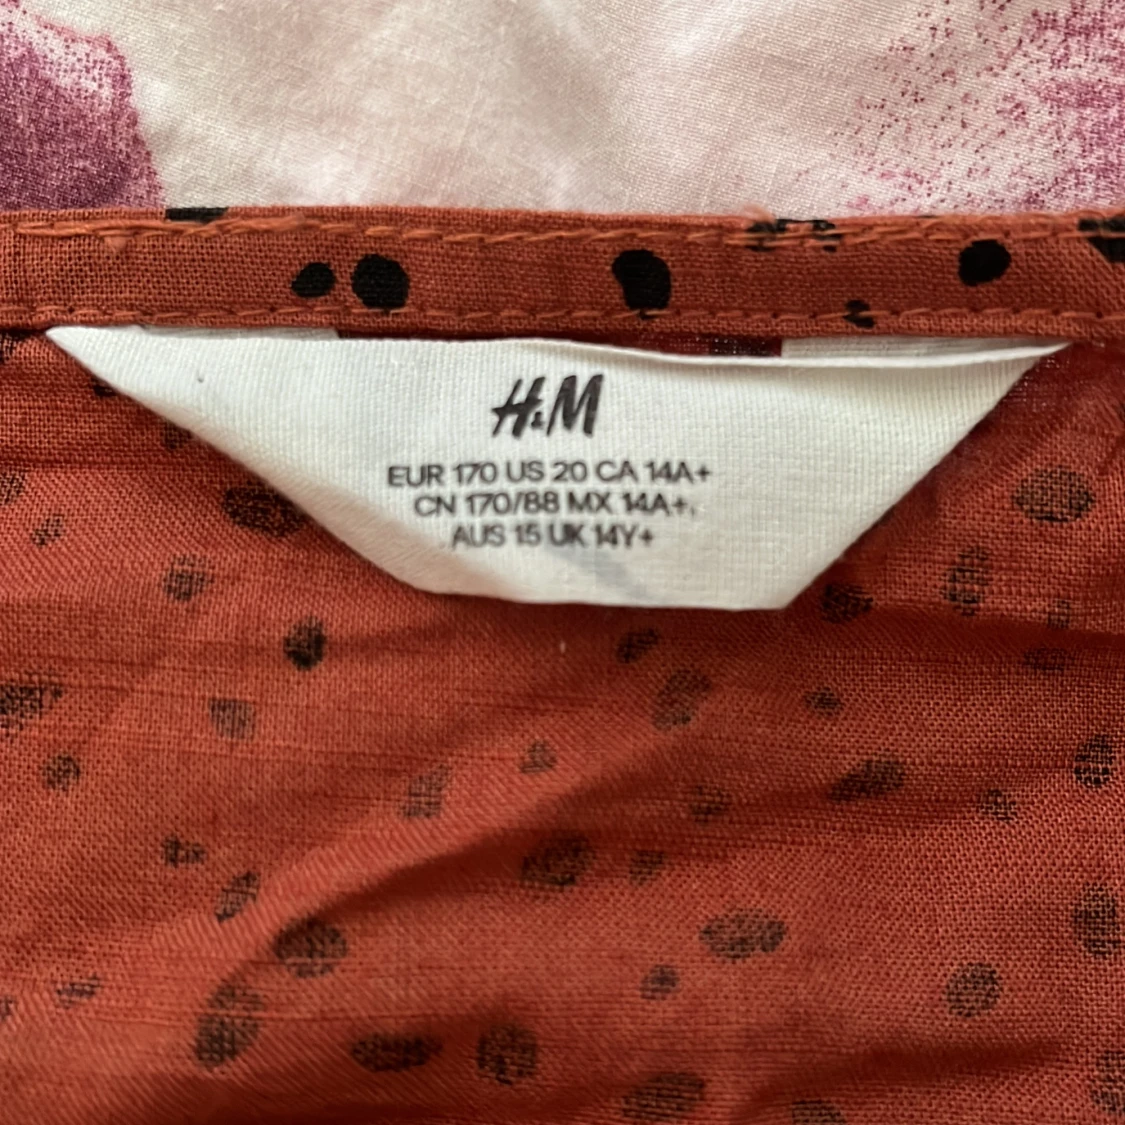 H&M
EUR 170 US 20 CA 14A+
CN 170/88 MX 14A+,
AUS 15 UK 14Y+